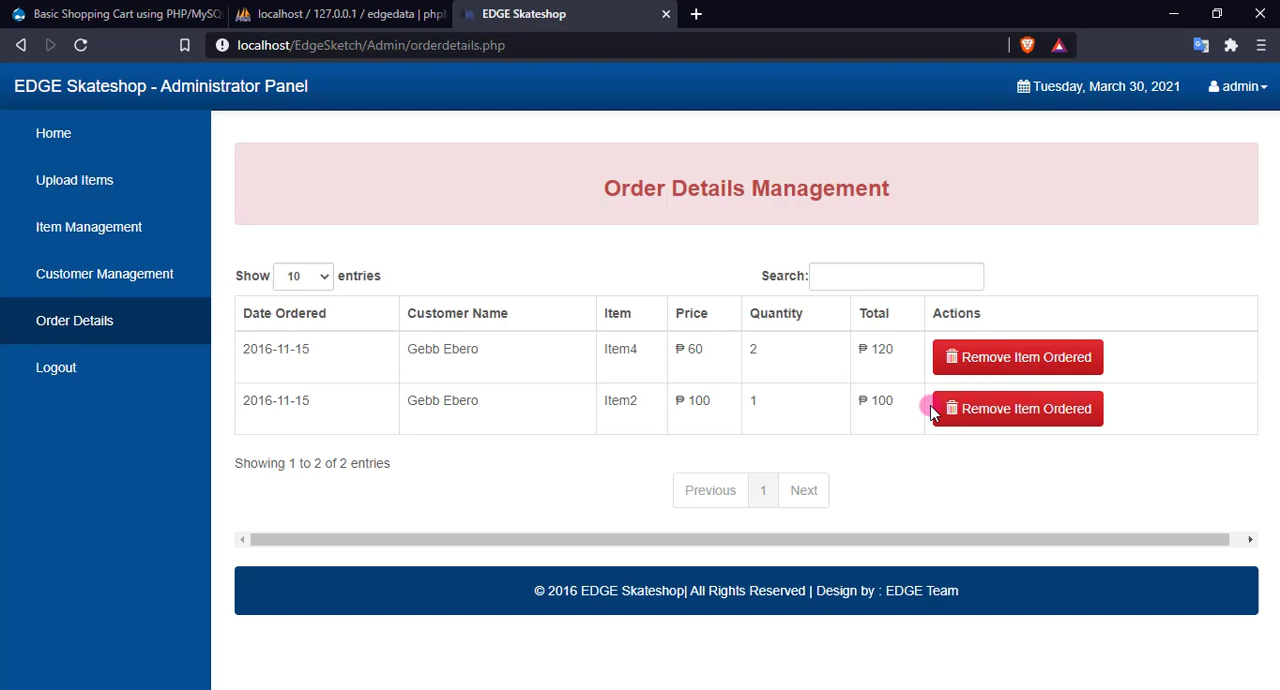 Basic Shopping Cart using PHP/MySQ
localhost / 127.0.0.1 / edgedata | phpl
EDGE Skateshop
localhost/EdgeSketch/Admin/orderdetails.php
EDGE Skateshop - Administrator Panel
Tuesday, March 30, 2021
admin
Home
Upload Items
Item Management
Customer Management
Order Details
Logout
Order Details Management
Show 10 entries
Search:
Date Ordered Customer Name Item Price Quantity Total Actions
2016-11-15 Gebb Ebero Item4 ₱ 60 2 ₱ 120 Remove Item Ordered
2016-11-15 Gebb Ebero Item2 ₱ 100 1 ₱ 100 Remove Item Ordered
Showing 1 to 2 of 2 entries
Previous 1 Next
© 2016 EDGE Skateshop| All Rights Reserved | Design by : EDGE Team